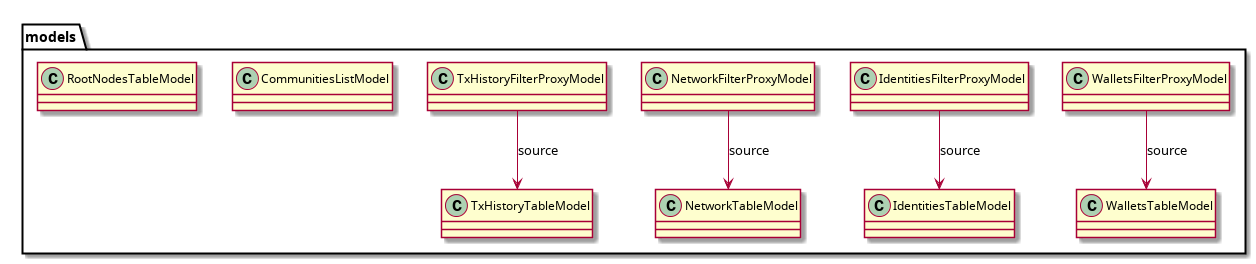 models
C RootNodesTableModel
C CommunitiesListModel
C TxHistoryFilterProxyModel
C NetworkFilterProxyModel
C IdentitiesFilterProxyModel
C WalletsFilterProxyModel
source
source
source
source
C TxHistoryTableModel
C NetworkTableModel
C IdentitiesTableModel
C WalletsTableModel